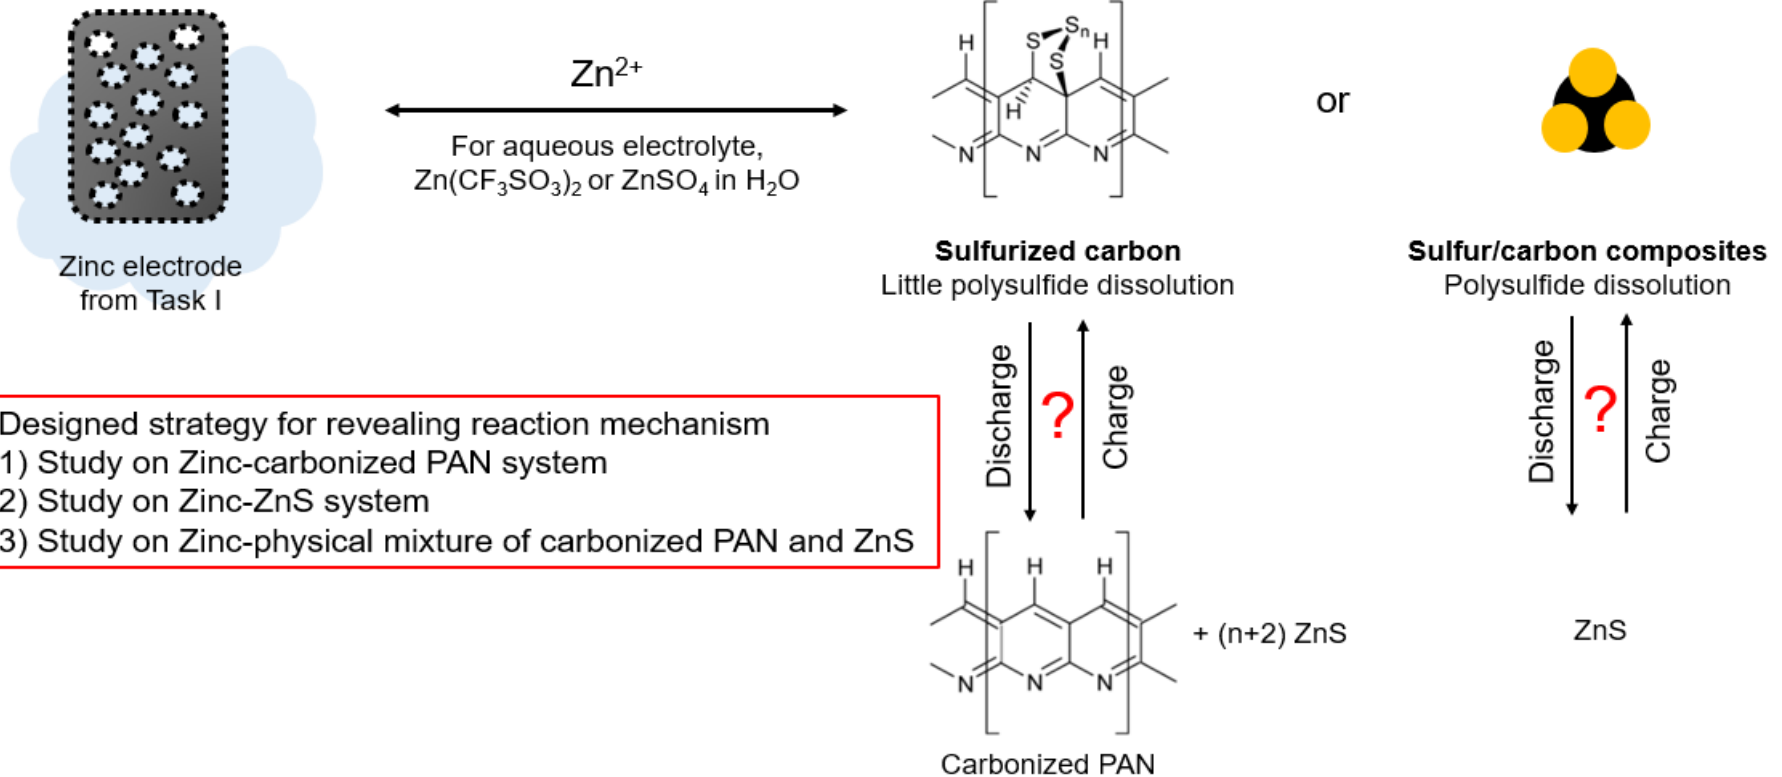 Zn²⁺
For aqueous electrolyte,
Zn(CF₃SO₃)₂ or ZnSO₄ in H₂O
Zinc electrode
from Task I
H
S
Sₙ
H
S
H
N
N
N
or
Sulfurized carbon
Little polysulfide dissolution
Sulfur/carbon composites
Polysulfide dissolution
Discharge
?
Charge
Discharge
?
Charge
Designed strategy for revealing reaction mechanism
1) Study on Zinc-carbonized PAN system
2) Study on Zinc-ZnS system
3) Study on Zinc-physical mixture of carbonized PAN and ZnS
H
H
H
N
N
N
+ (n+2) ZnS
ZnS
Carbonized PAN